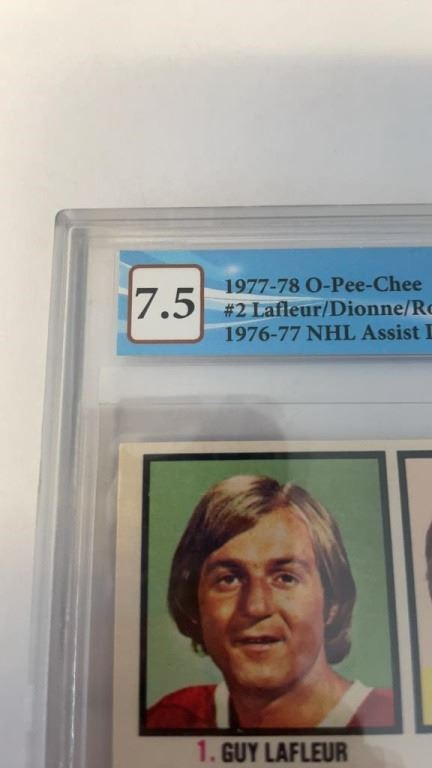 7.5
1977-78 O-Pee-Chee
#2 Lafleur/Dionne/Ro
1976-77 NHL Assist L
1. GUY LAFLEUR